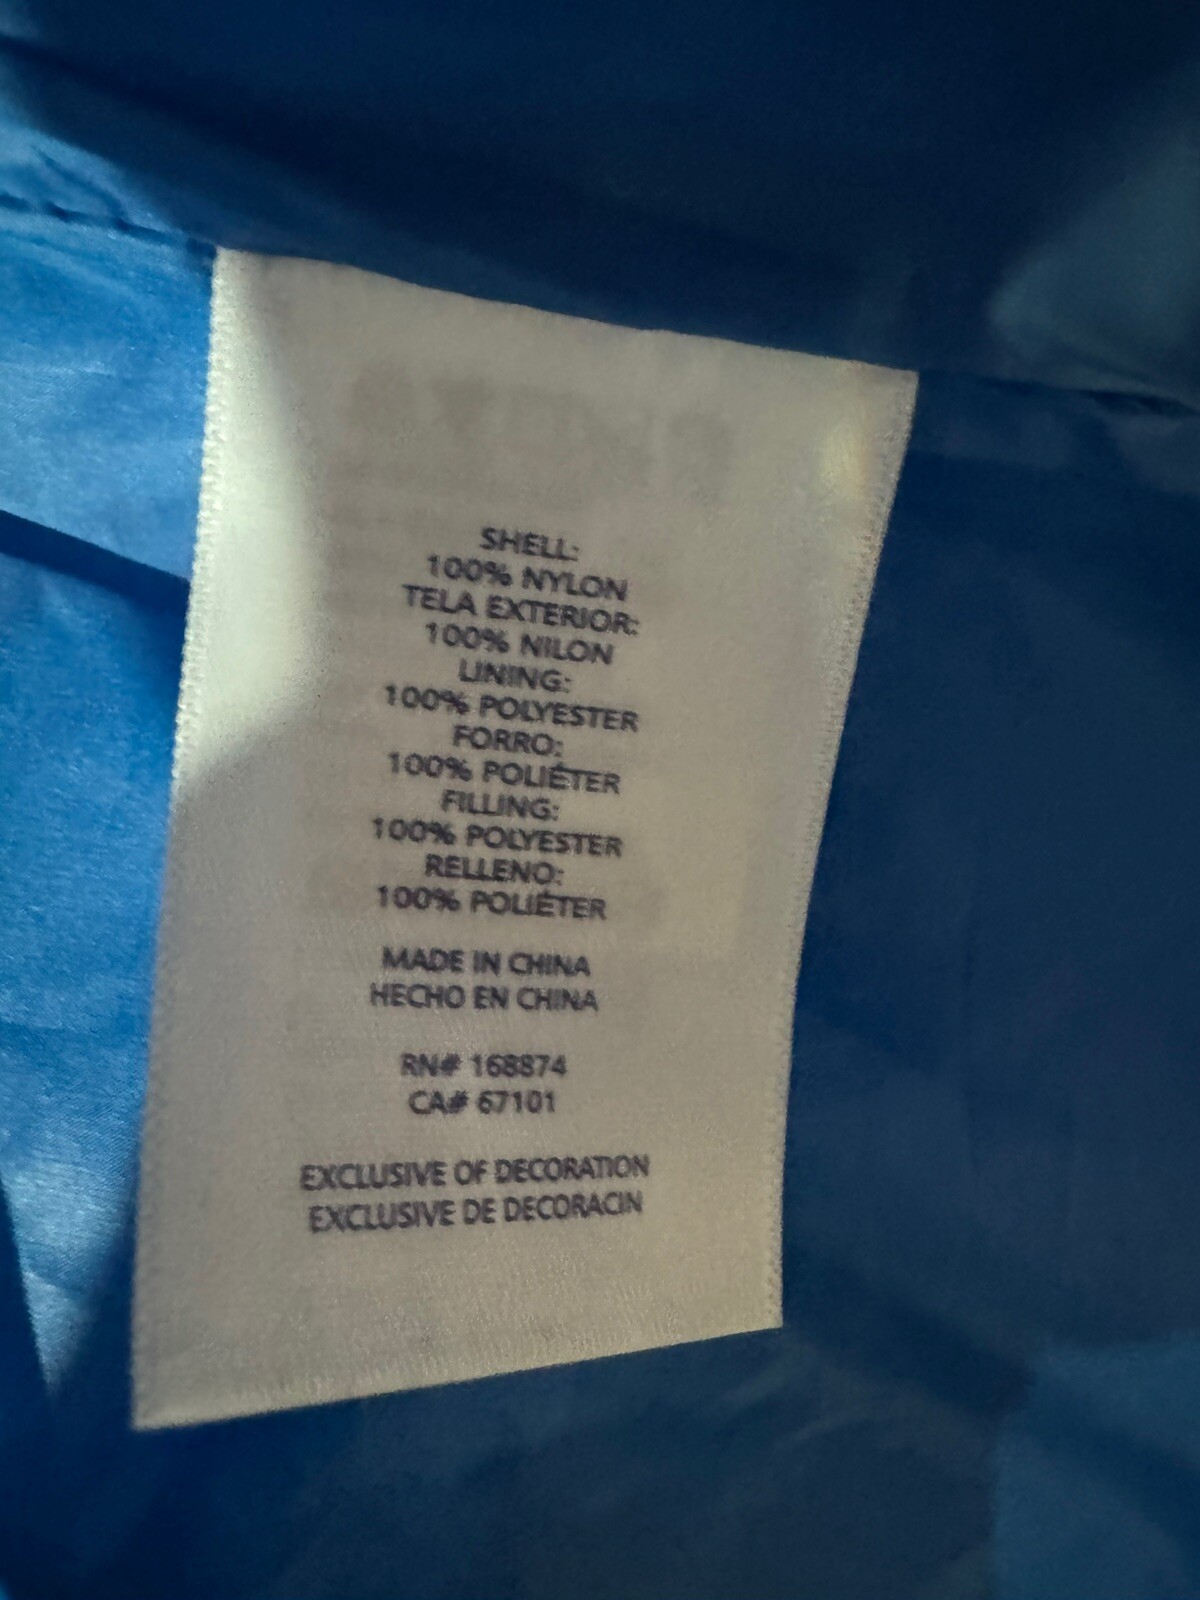 SHELL:
100% NYLON
TELA EXTERIOR:
100% NILON
LINING:
100% POLYESTER
FORRO:
100% POLIÉTER
FILLING:
100% POLYESTER
RELLENO:
100% POLIÉTER
MADE IN CHINA
HECHO EN CHINA
RN# 168874
CA# 67101
EXCLUSIVE OF DECORATION
EXCLUSIVE DE DECORACIN